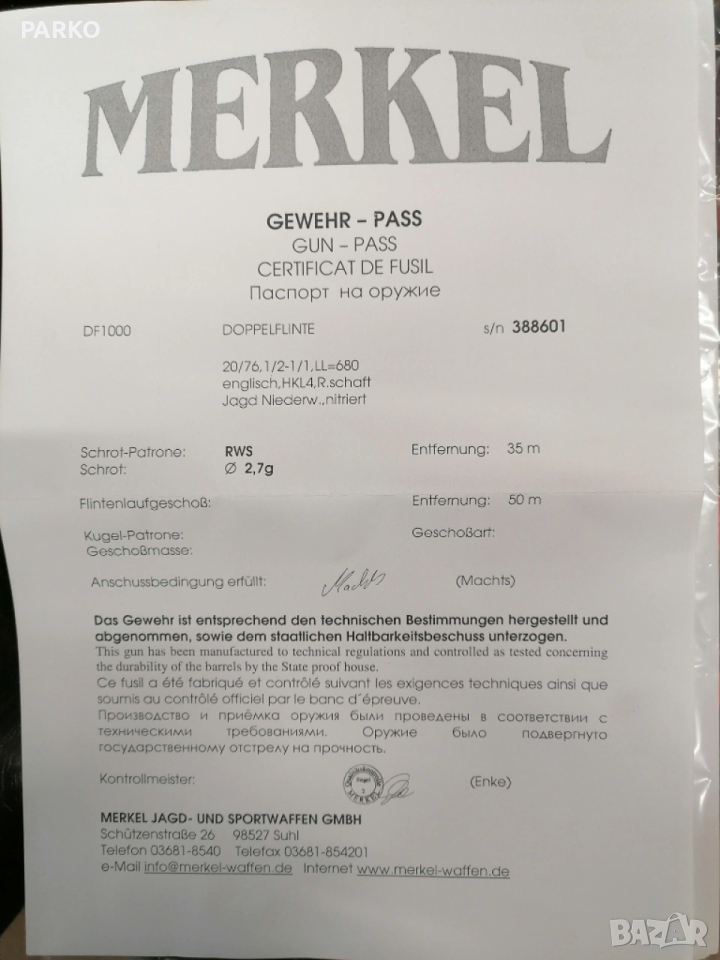 PARKO
MERKEL
GEWEHR – PASS
GUN – PASS
CERTIFICAT DE FUSIL
Паспорт на оружие
DF1000 DOPPELFLINTE s/n 388601
20/76,1/2-1/1,LL=680
englisch,HKL4,R.schaft
Jagd Niederw.,nitriert
Schrot-Patrone: RWS Entfernung: 35 m
Schrot: Ø 2,7g
Flintenlaufgeschoß: Entfernung: 50 m
Kugel-Patrone: Geschoßart:
Geschoßmasse:
Anschussbedingung erfüllt: Machts (Machts)
Das Gewehr ist entsprechend den technischen Bestimmungen hergestellt und
abgenommen, sowie dem staatlichen Haltbarkeitsbeschuss unterzogen.
This gun has been manufactured to technical regulations and controlled as tested concerning
the durability of the barrels by the State proof house.
Ce fusil a été fabriqué et contrôlé suivant les exigences techniques ainsi que
soumis au contrôlé officiel par le banc d´épreuve.
Производство и приёмка оружия были проведены в соответствии с
техническими требованиями. Оружие было подвергнуто
государственному отстрелу на прочность.
Kontrollmeister: MERKEL (Enke)
MERKEL JAGD- UND SPORTWAFFEN GMBH
Schützenstraße 26 98527 Suhl
Telefon 03681-8540 Telefax 03681-854201
e-Mail info@merkel-waffen.de Internet www.merkel-waffen.de
BAZAR